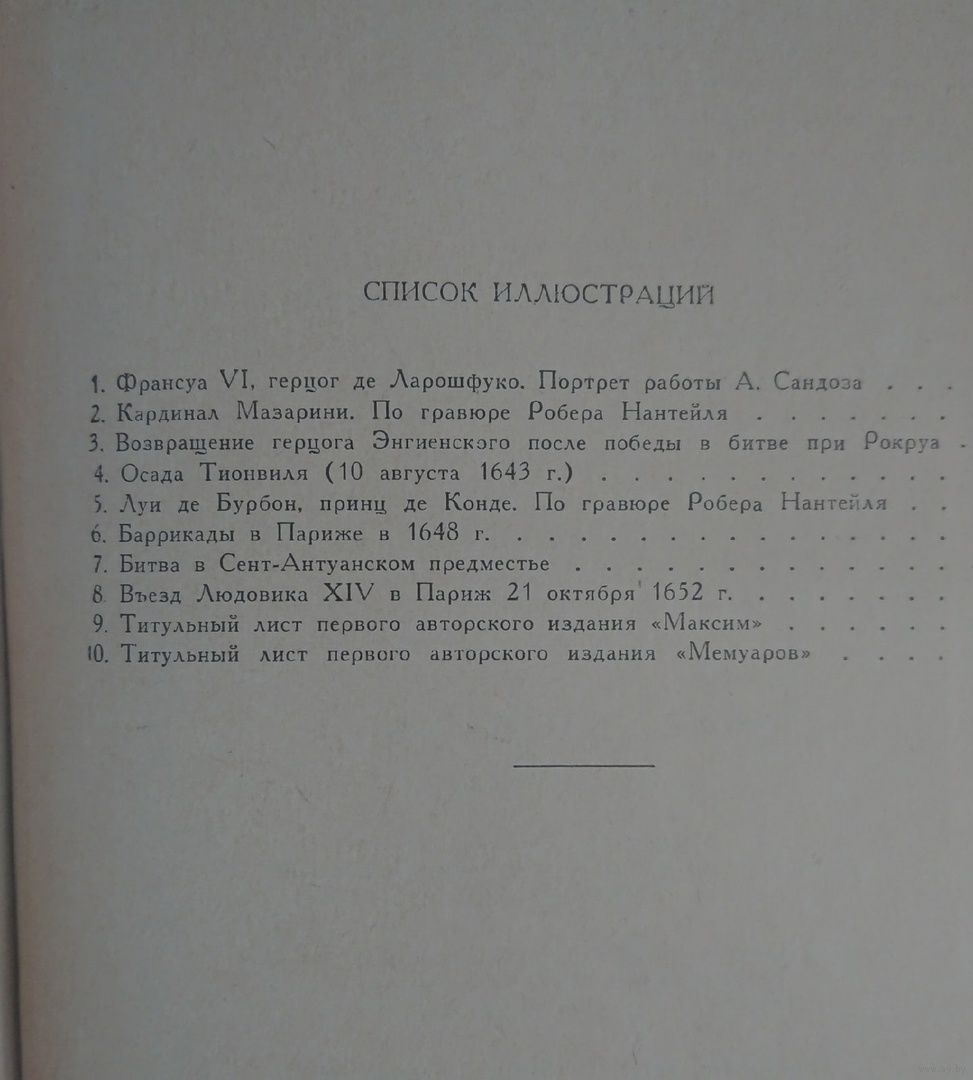 СПИСОК ИЛЛЮСТРАЦИЙ
1. Франсуа VI, герцог де Ларошфуко. Портрет работы А. Сандоза . . .
2. Кардинал Мазарини. По гравюре Робера Нантейля . . . . . . .
3. Возвращение герцога Энгиенского после победы в битве при Рокруа .
4. Осада Тионвиля (10 августа 1643 г.) . . . . . . . . . . . .
5. Луи де Бурбон, принц де Конде. По гравюре Робера Нантейля . .
6. Баррикады в Париже в 1648 г. . . . . . . . . . . . . . . .
7. Битва в Сент-Антуанском предместье . . . . . . . . . . . . .
8. Въезд Людовика XIV в Париж 21 октября 1652 г. . . . . . . .
9. Титульный лист первого авторского издания «Максим» . . . . . .
10. Титульный лист первого авторского издания «Мемуаров» . . . .
www.ay.by